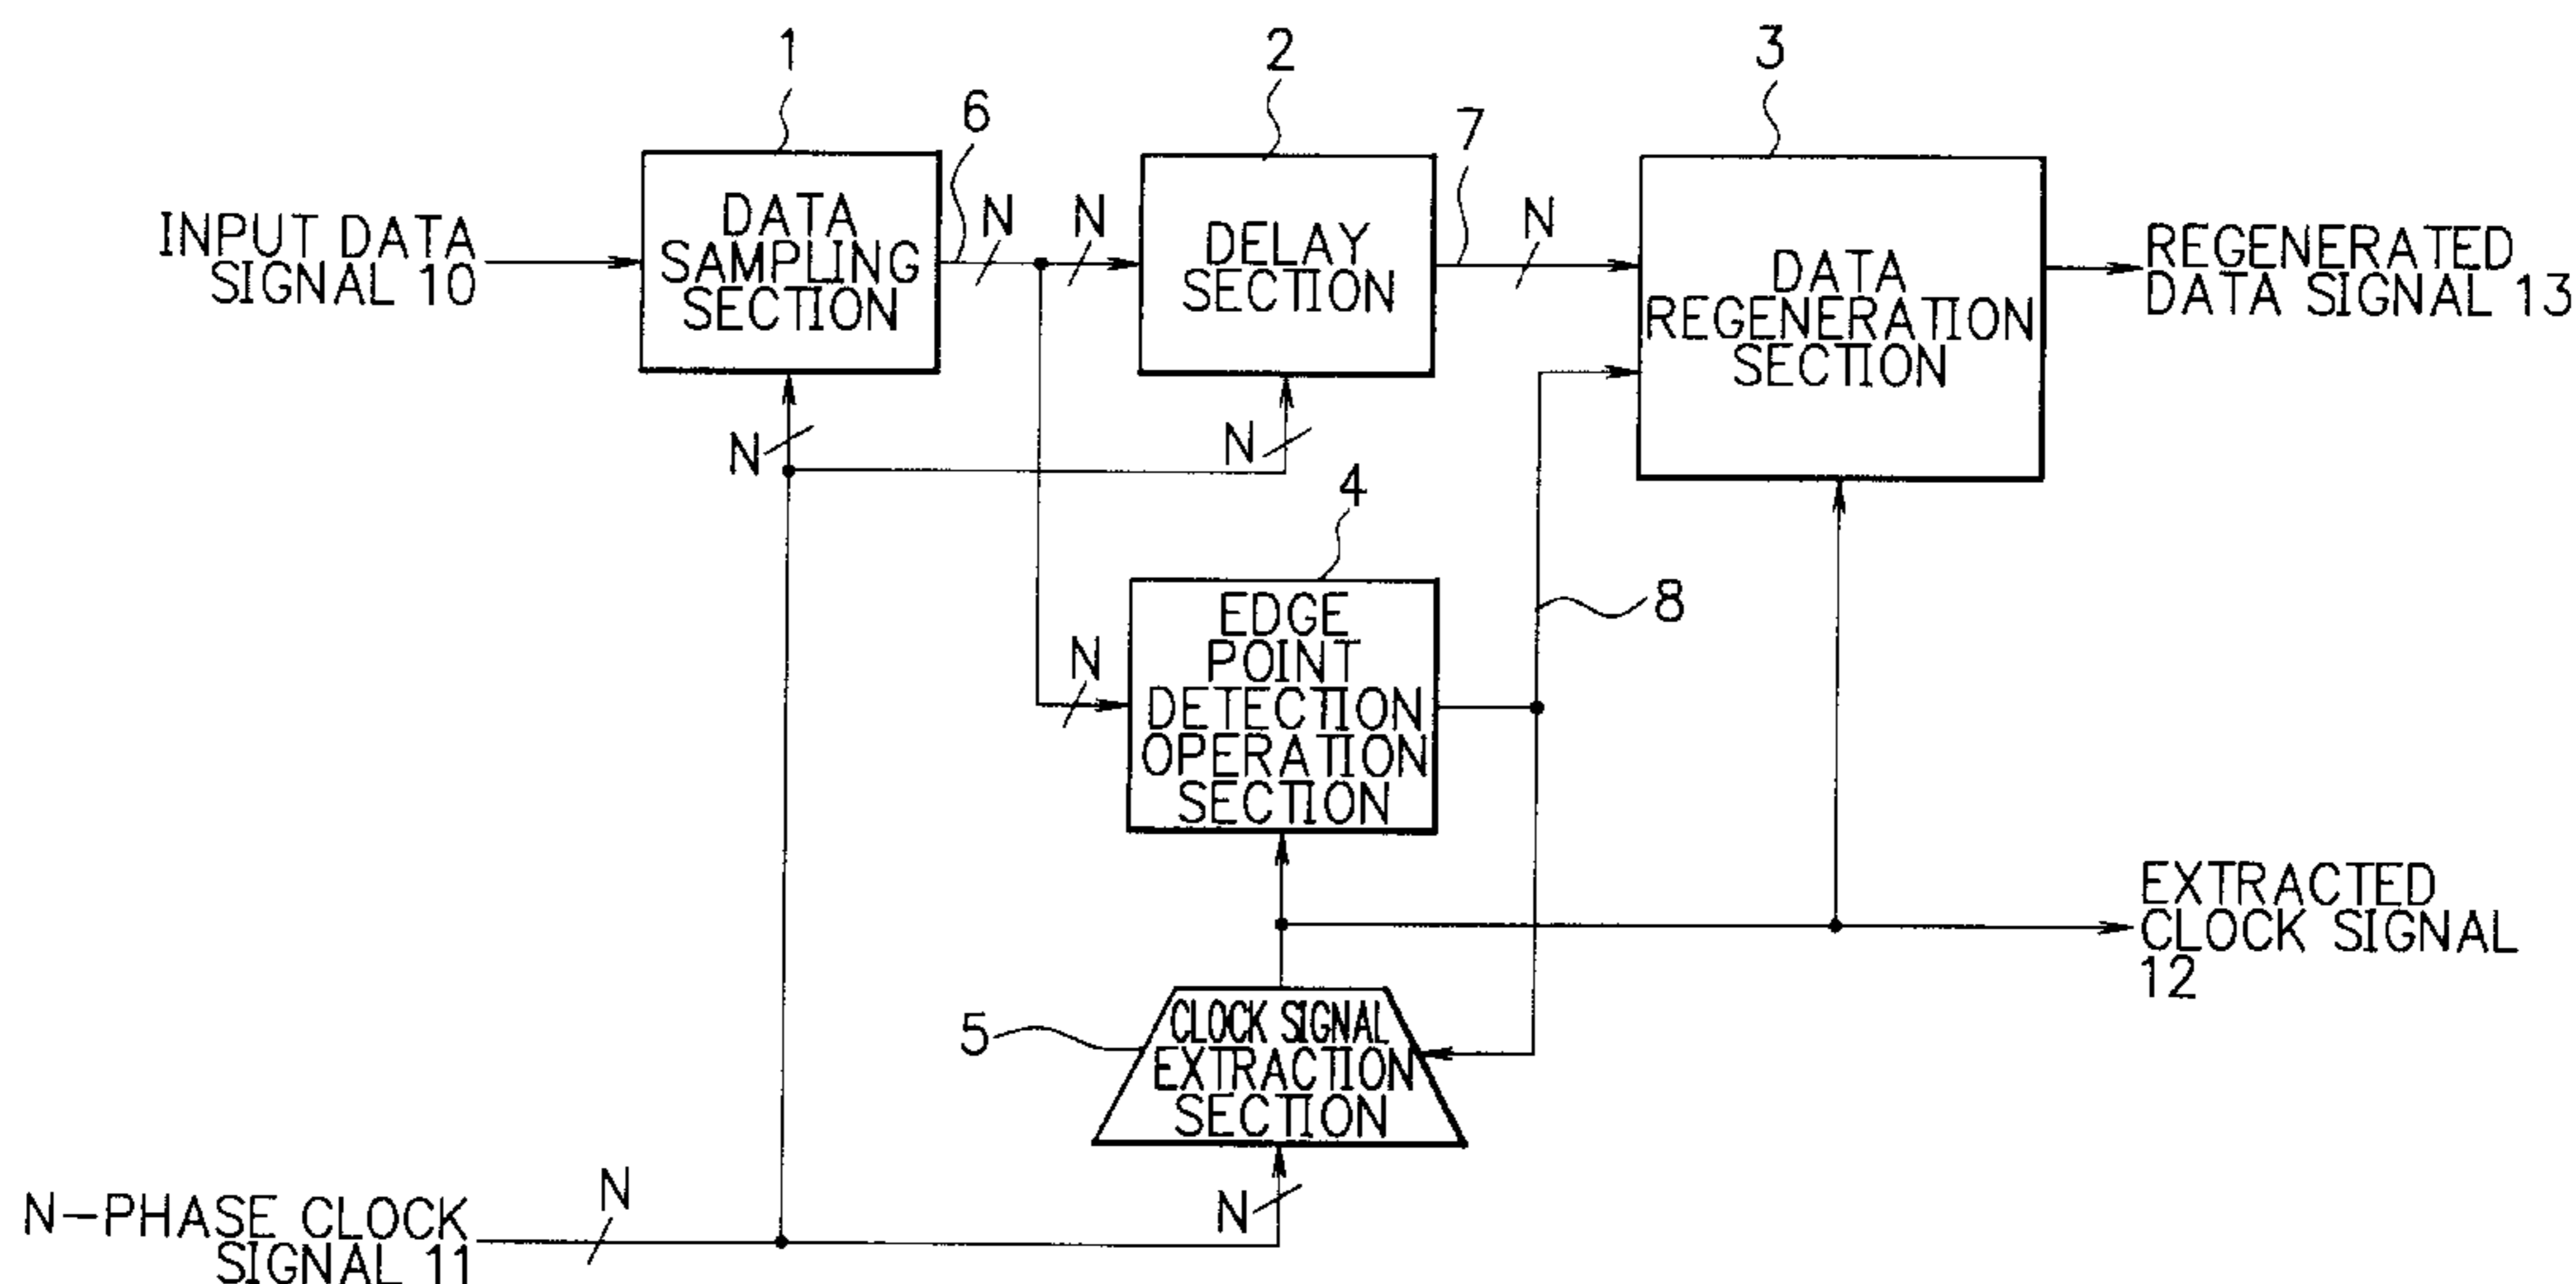 1
2
3
6
7
N
N
N
INPUT DATA
SIGNAL 10
DATA
SAMPLING
SECTION
DELAY
SECTION
DATA
REGENERATION
SECTION
REGENERATED
DATA SIGNAL 13
N
N
4
8
N
EDGE
POINT
DETECTION
OPERATION
SECTION
EXTRACTED
CLOCK SIGNAL
12
5
CLOCK SIGNAL
EXTRACTION
SECTION
N
N
N-PHASE CLOCK
SIGNAL 11